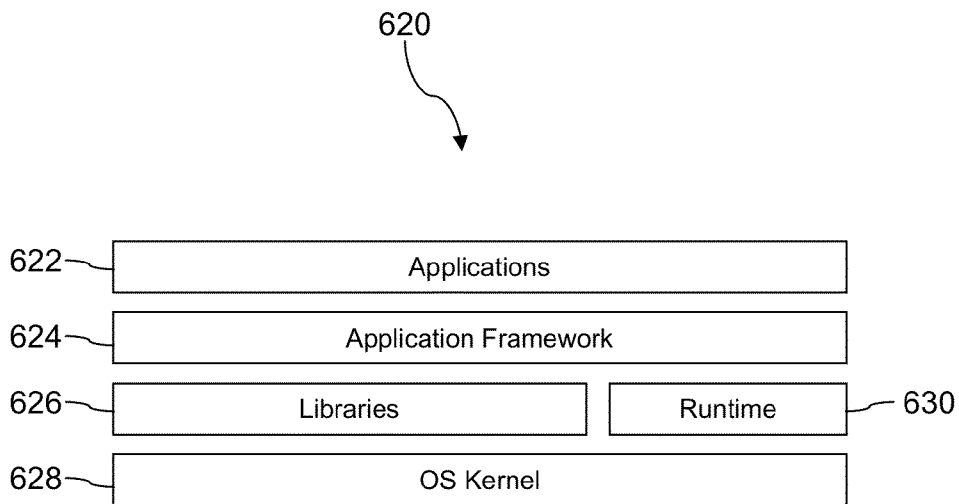 620
622 Applications
624 Application Framework
626 Libraries Runtime 630
628 OS Kernel